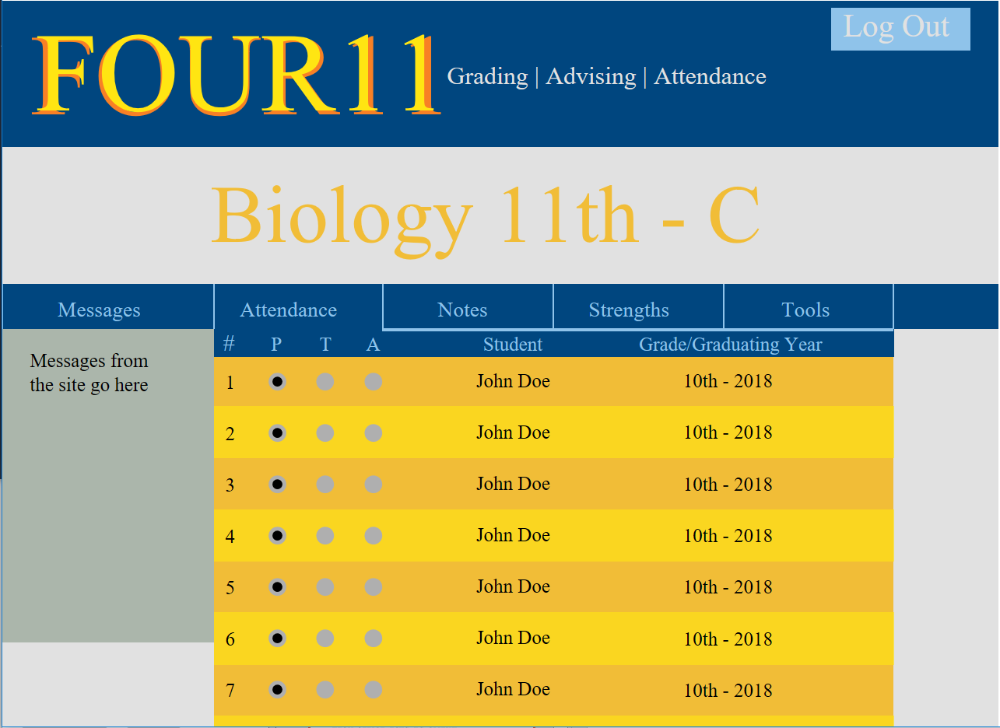 Log Out
FOUR11
Grading | Advising | Attendance
Biology 11th - C
Messages Attendance Notes Strengths Tools
# P T A Student Grade/Graduating Year
Messages from
the site go here
1 John Doe 10th - 2018
2 John Doe 10th - 2018
3 John Doe 10th - 2018
4 John Doe 10th - 2018
5 John Doe 10th - 2018
6 John Doe 10th - 2018
7 John Doe 10th - 2018